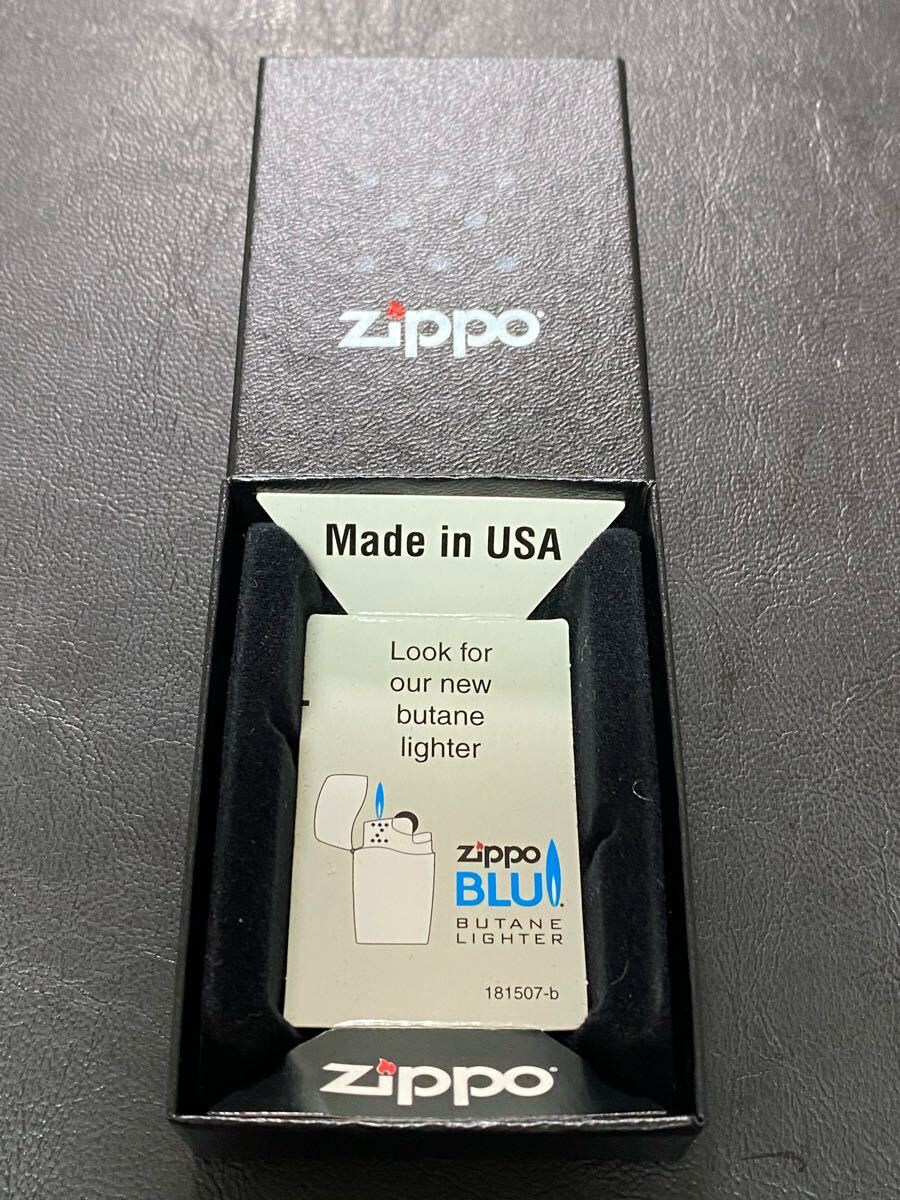 zippo
Made in USA
Look for
our new
butane
lighter
zippo
BLU
BUTANE
LIGHTER
181507-b
zippo